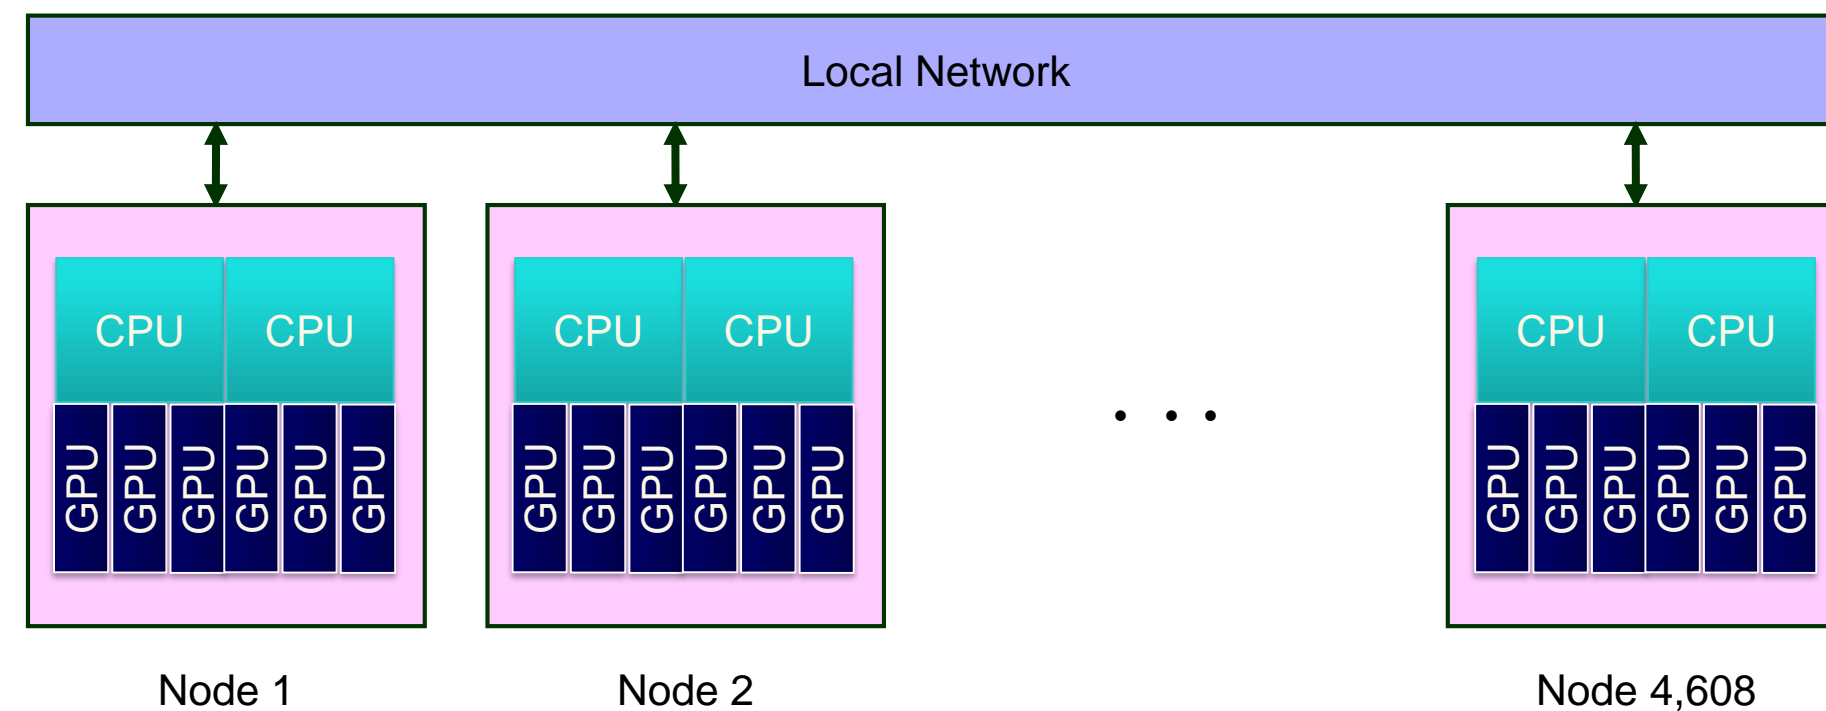 Local Network
CPU CPU CPU CPU CPU CPU
GPU GPU GPU GPU GPU GPU GPU GPU GPU GPU GPU GPU GPU GPU GPU GPU GPU GPU
. . .
Node 1 Node 2 Node 4,608